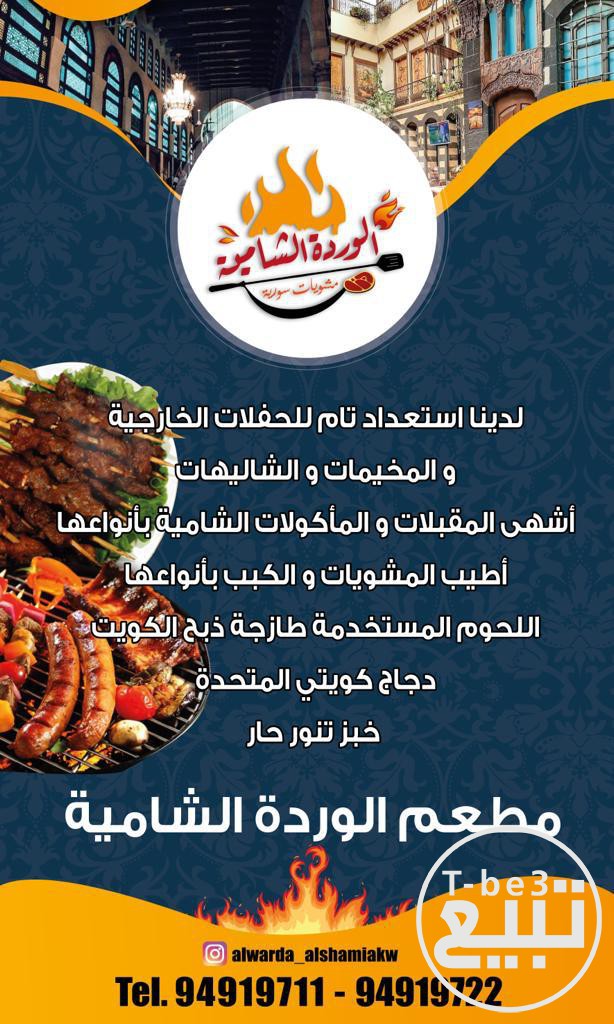 الوردة الشامية
مشويات سورية
لدينا استعداد تام للحفلات الخارجية
و المخيمات و الشاليهات
أشهى المقبلات و المأكولات الشامية بأنواعها
أطيب المشويات و الكبب بأنواعها
اللحوم المستخدمة طازجة ذبح الكويت
دجاج كويتي المتحدة
خبز تنور حار
مطعم الوردة الشامية
T-be3
تبيع
alwarda_alshamiakw
Tel. 94919711 - 94919722